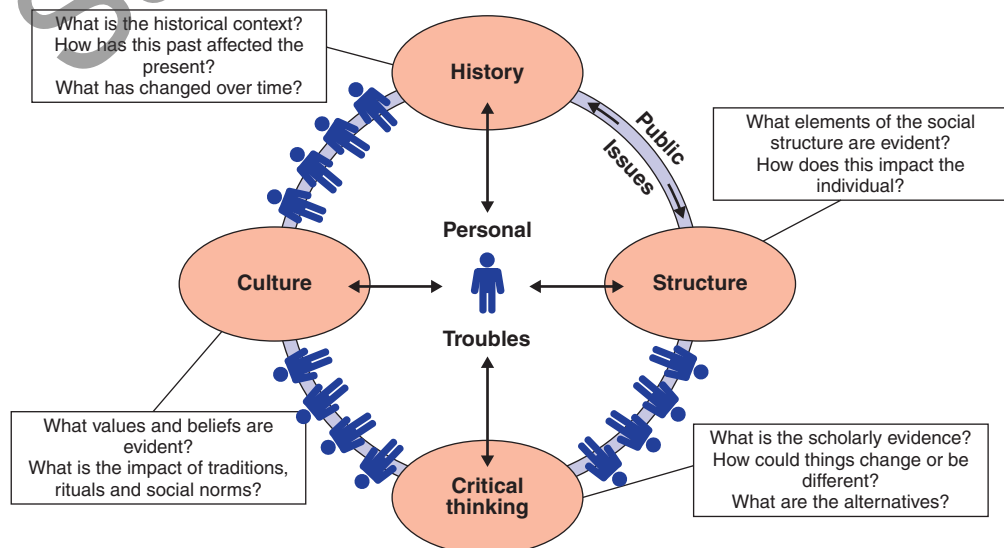 What is the historical context?
How has this past affected the
present?
What has changed over time?
History
Public
Issues
What elements of the social
structure are evident?
How does this impact the
individual?
Personal
Culture
Structure
Troubles
What values and beliefs are
evident?
What is the impact of traditions,
rituals and social norms?
Critical
thinking
What is the scholarly evidence?
How could things change or be
different?
What are the alternatives?